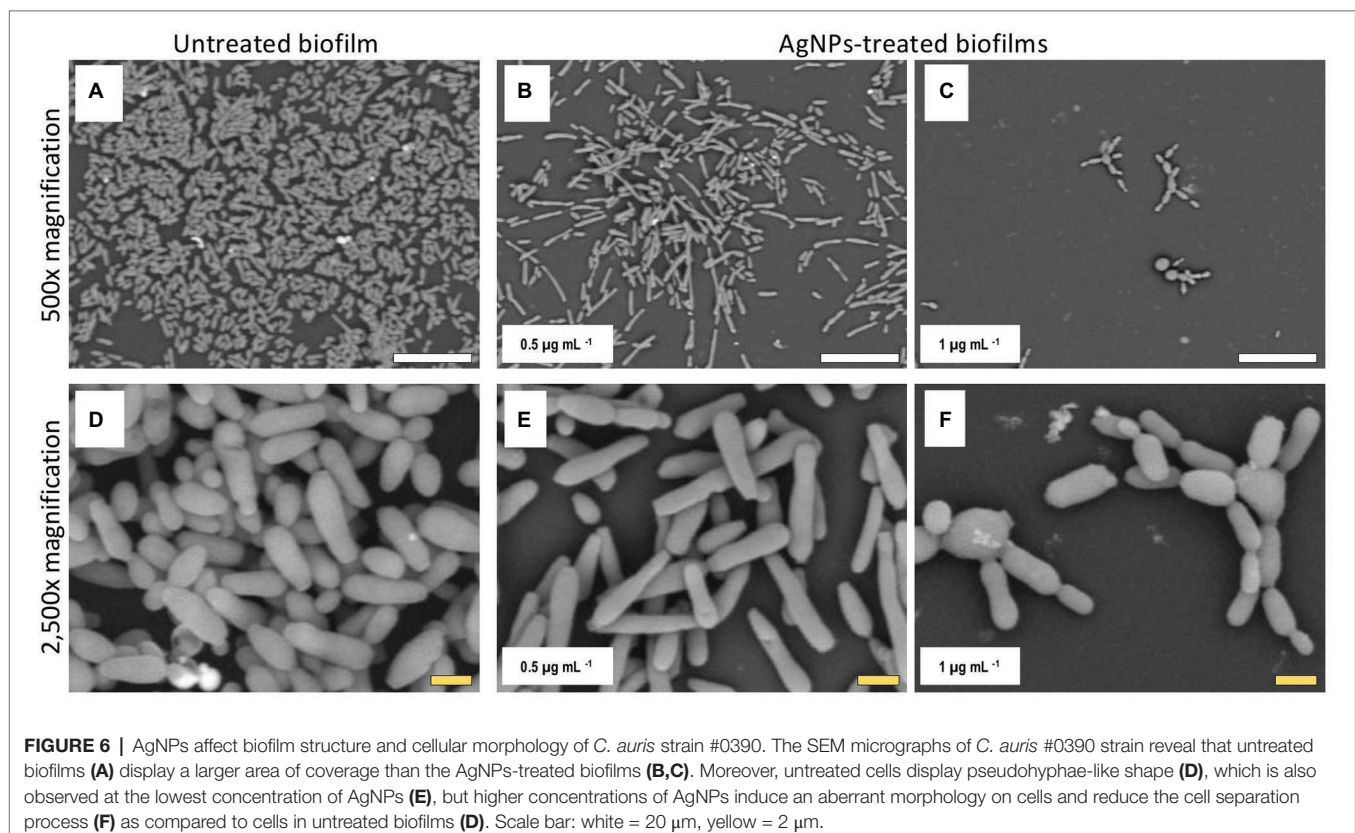 Untreated biofilm
AgNPs-treated biofilms
500x magnification
A
B
C
0.5 µg mL -1
1 µg mL -1
2,500x magnification
D
E
F
0.5 µg mL -1
1 µg mL -1
FIGURE 6 | AgNPs affect biofilm structure and cellular morphology of C. auris strain #0390. The SEM micrographs of C. auris #0390 strain reveal that untreated
biofilms (A) display a larger area of coverage than the AgNPs-treated biofilms (B,C). Moreover, untreated cells display pseudohyphae-like shape (D), which is also
observed at the lowest concentration of AgNPs (E), but higher concentrations of AgNPs induce an aberrant morphology on cells and reduce the cell separation
process (F) as compared to cells in untreated biofilms (D). Scale bar: white = 20 μm, yellow = 2 μm.